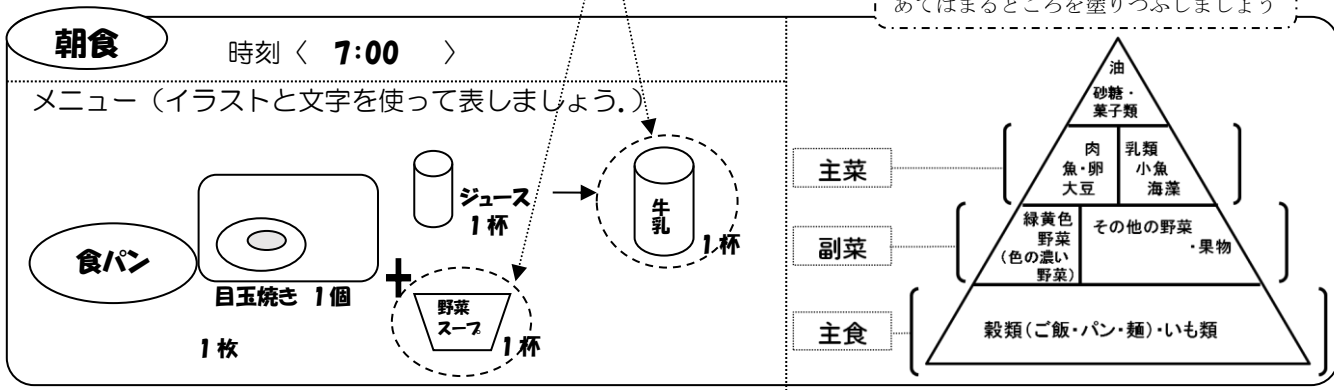 あてはまるところを塗りつぶしましょう
朝食
時刻〈 7:00 〉
メニュー（イラストと文字を使って表しましょう．）
食パン
1枚
目玉焼き 1個
ジュース
1杯
牛乳
1杯
+
野菜
スープ
1杯
主菜
副菜
主食
油
砂糖・
菓子類
肉
魚・卵
大豆
乳類
小魚
海藻
緑黄色
野菜
(色の濃い
野菜)
その他の野菜
・果物
穀類(ご飯・パン・麺)・いも類